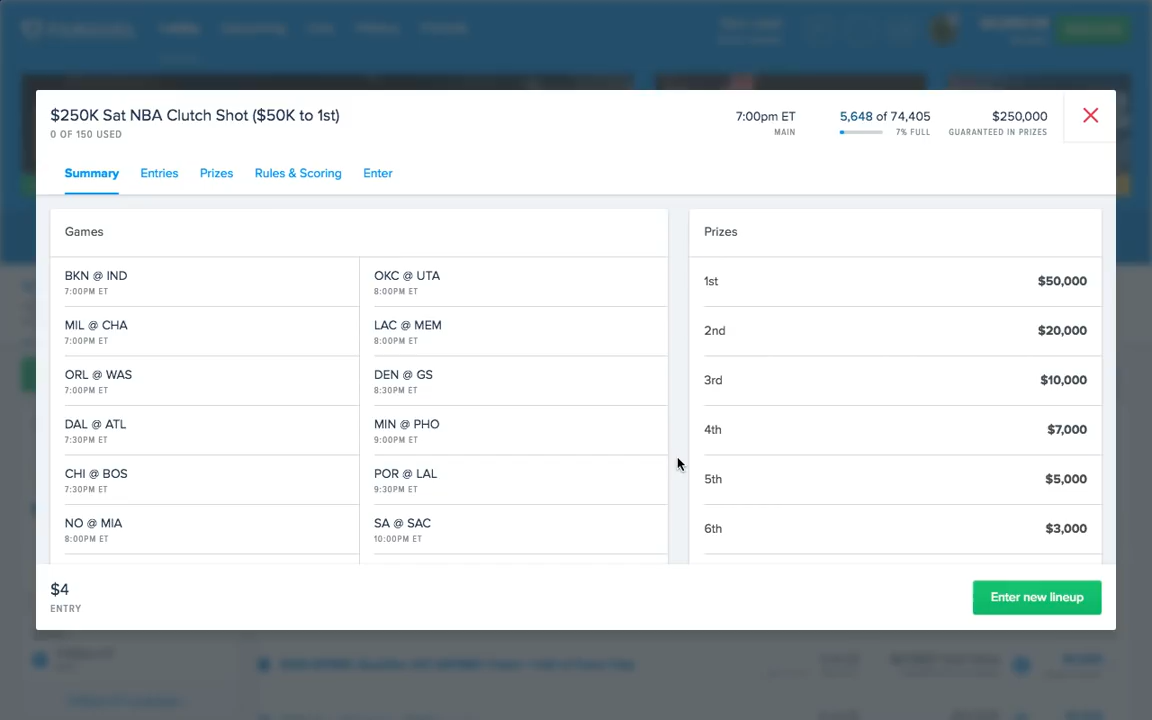 $250K Sat NBA Clutch Shot ($50K to 1st)
0 OF 150 USED
7:00pm ET
MAIN
5,648 of 74,405
7% FULL
$250,000
GUARANTEED IN PRIZES
Summary
Entries
Prizes
Rules & Scoring
Enter
Games
BKN @ IND
7:00PM ET
OKC @ UTA
8:00PM ET
MIL @ CHA
7:00PM ET
LAC @ MEM
8:00PM ET
ORL @ WAS
7:00PM ET
DEN @ GS
8:30PM ET
DAL @ ATL
7:30PM ET
MIN @ PHO
9:00PM ET
CHI @ BOS
7:30PM ET
POR @ LAL
9:30PM ET
NO @ MIA
8:00PM ET
SA @ SAC
10:00PM ET
Prizes
1st $50,000
2nd $20,000
3rd $10,000
4th $7,000
5th $5,000
6th $3,000
$4
ENTRY
Enter new lineup